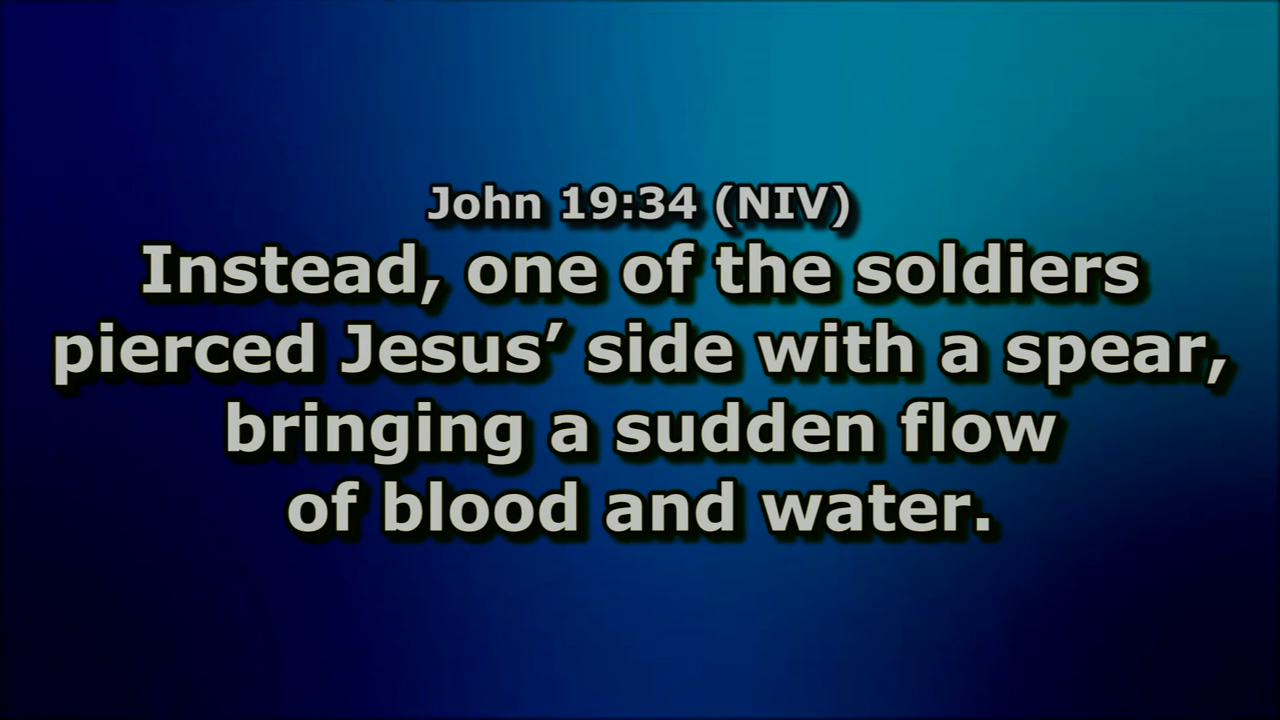 John 19:34 (NIV)
Instead, one of the soldiers
pierced Jesus’ side with a spear,
bringing a sudden flow
of blood and water.